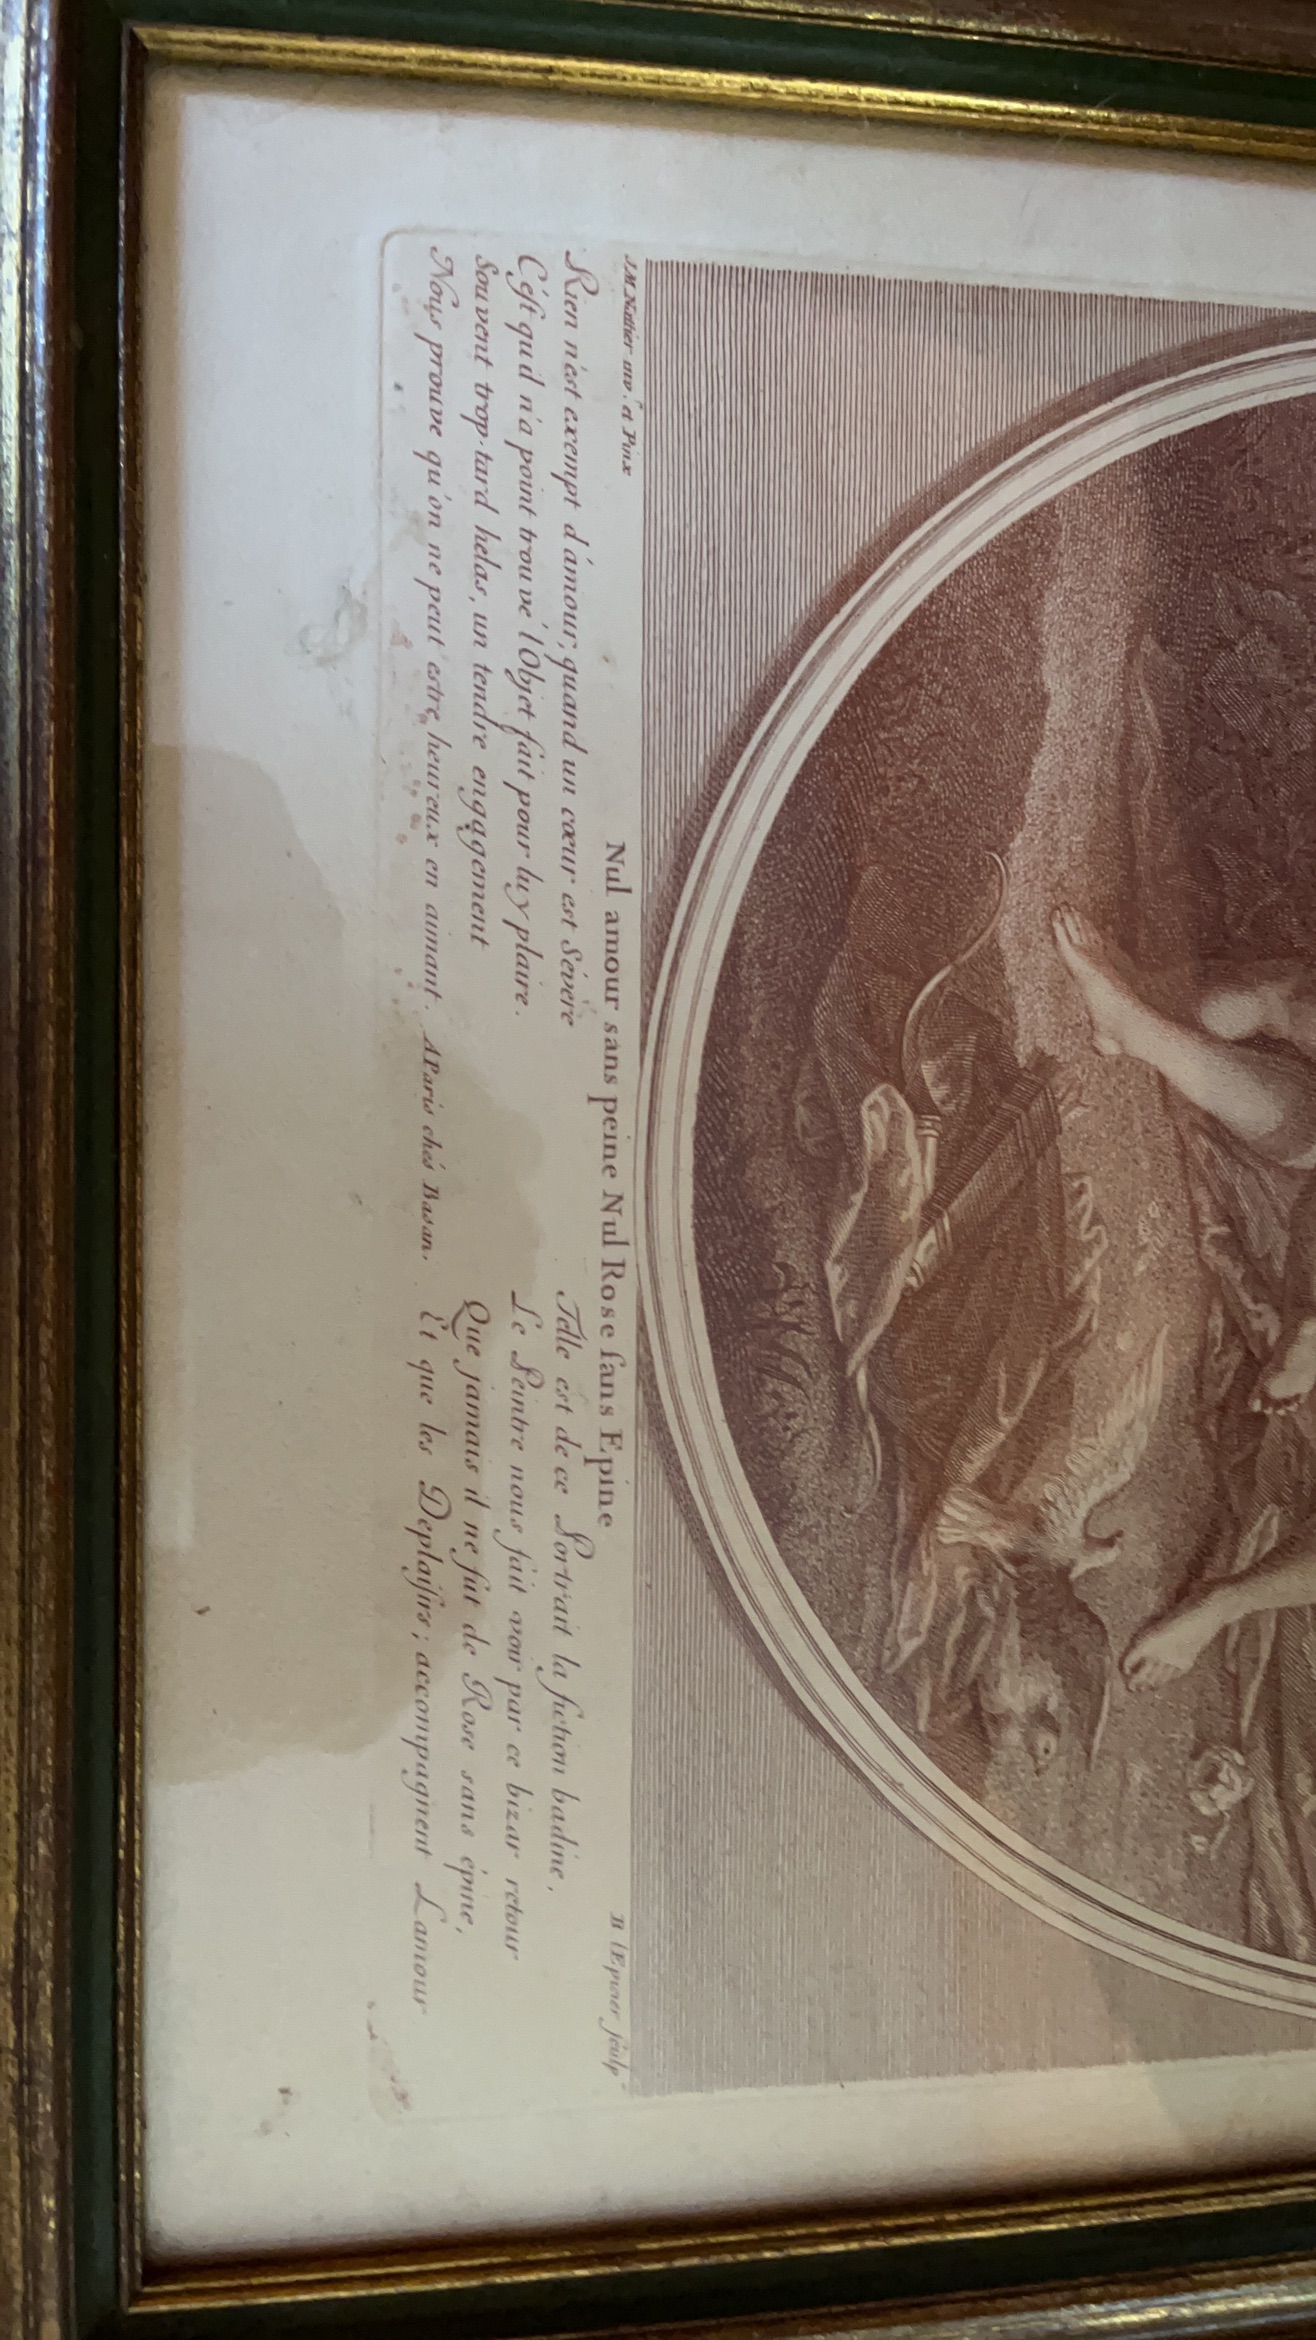 J.M. Nattier inv.t et Pinx
B lEpicier sculp.
Nul amour sans peine Nul Rose ſans Epine
Rien n'est exempt d'amour; quand un cœur est Sévere
C'est qu'il n'a point trouvé l'Objet fait pour luy plaire.
Souvent trop-tard helas, un tendre engagement
Nous prouve qu'on ne peut estre heureux en aimant.
Telle est de ce Portrait la fiction badine,
Le Peintre nous fait voir par ce bizar retour
Que jamais il ne fut de Rose sans épine,
Et que les Deplaiſirs; accompagnent L'amour
A Paris chés Basan.